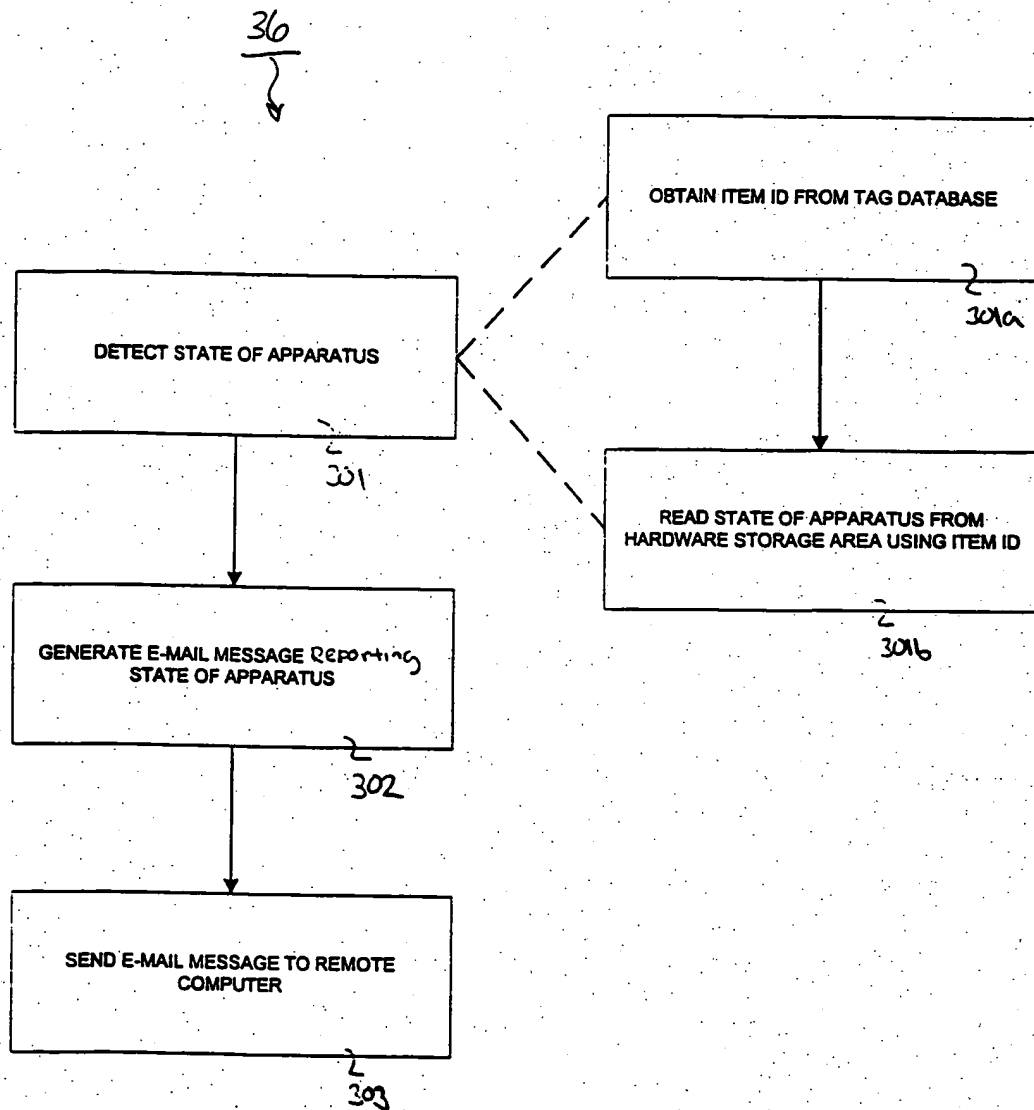 36
OBTAIN ITEM ID FROM TAG DATABASE
301a
DETECT STATE OF APPARATUS
301
READ STATE OF APPARATUS FROM
HARDWARE STORAGE AREA USING ITEM ID
301b
GENERATE E-MAIL MESSAGE Reporting
STATE OF APPARATUS
302
SEND E-MAIL MESSAGE TO REMOTE
COMPUTER
303